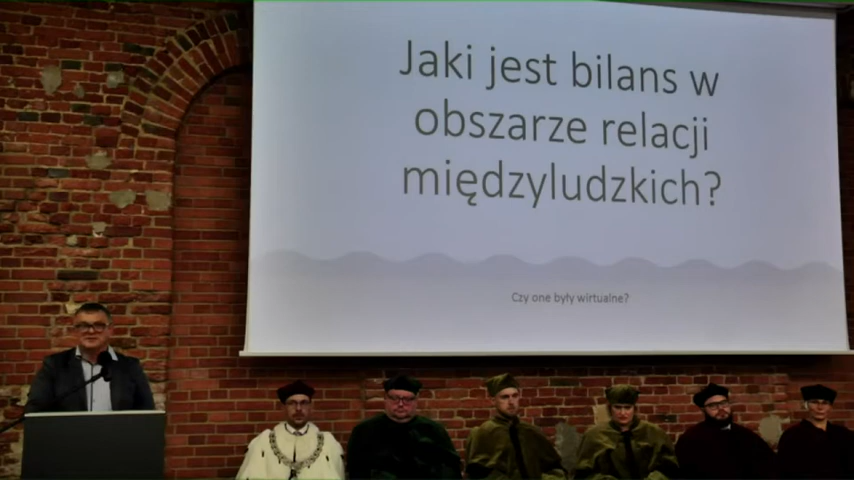 Jaki jest bilans w
obszarze relacji
międzyludzkich?
Czy one były wirtualne?